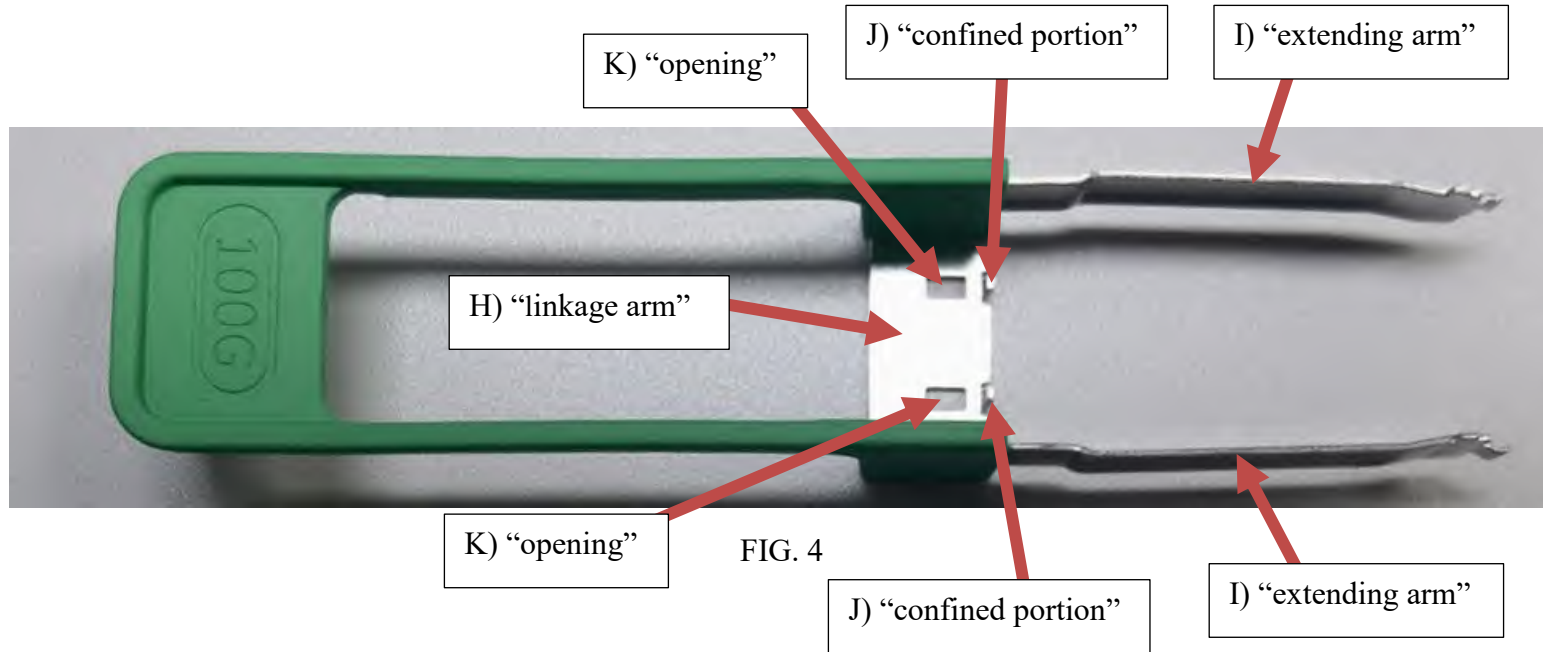 J) “confined portion”
I) “extending arm”
K) “opening”
100G
H) “linkage arm”
K) “opening”
FIG. 4
J) “confined portion”
I) “extending arm”